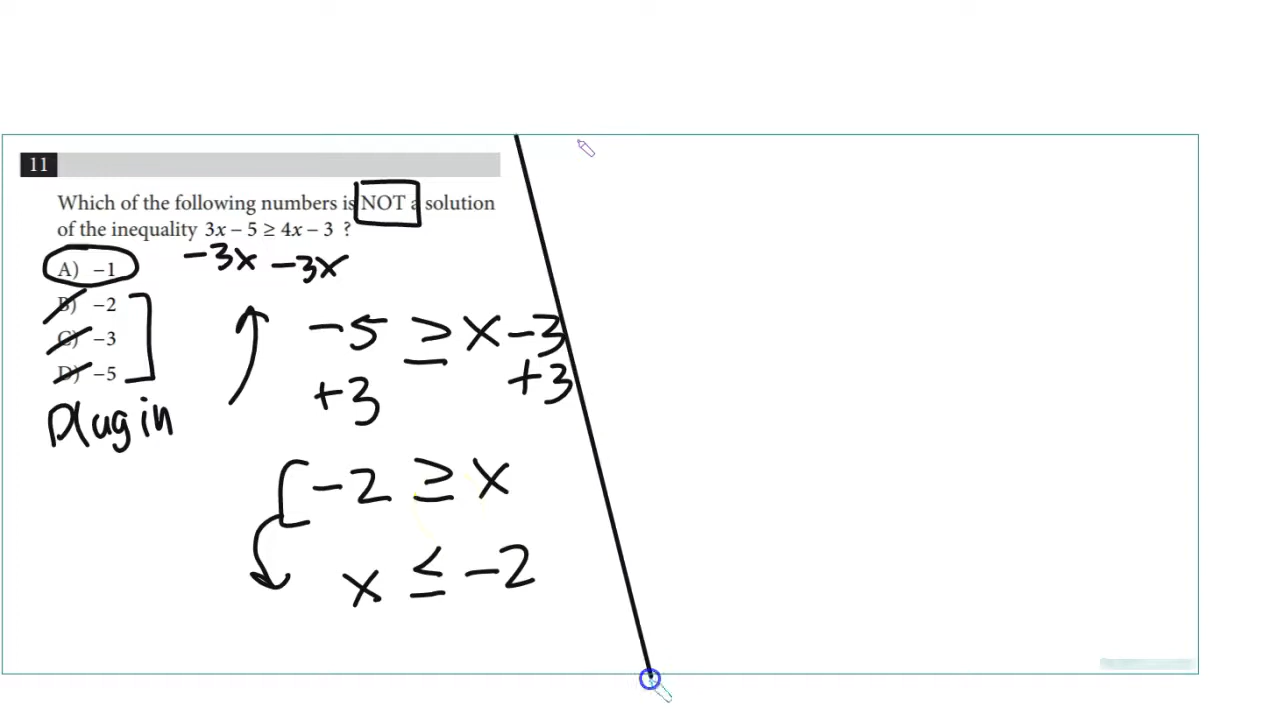 11
Which of the following numbers is NOT a solution
of the inequality 3x − 5 ≥ 4x − 3 ?
−3x −3x
A) −1
B) −2
C) −3
D) −5
Plug in
−5 ≥ x −3
+3 +3
−2 ≥ x
x ≤ −2